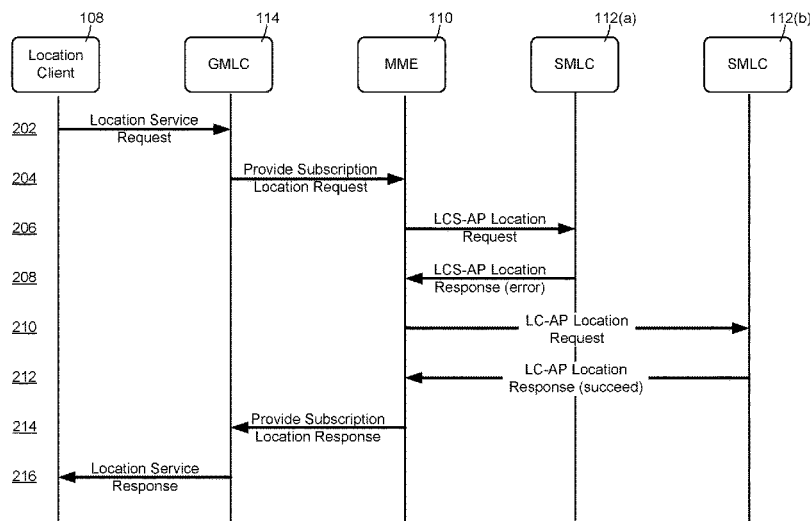 108
114
110
112(a)
112(b)
Location
Client
GMLC
MME
SMLC
SMLC
202
Location Service
Request
204
Provide Subscription
Location Request
206
LCS-AP Location
Request
208
LCS-AP Location
Response (error)
210
LC-AP Location
Request
212
LC-AP Location
Response (succeed)
214
Provide Subscription
Location Response
216
Location Service
Response